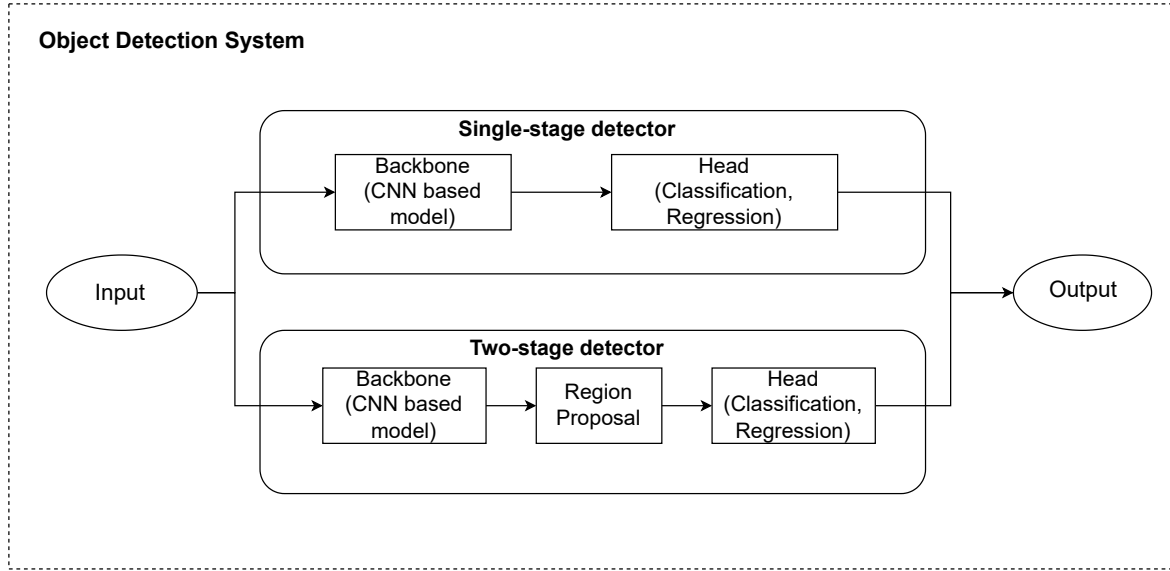 Object Detection System
Single-stage detector
Backbone
(CNN based
model)
Head
(Classification,
Regression)
Input
Output
Two-stage detector
Backbone
(CNN based
model)
Region
Proposal
Head
(Classification,
Regression)